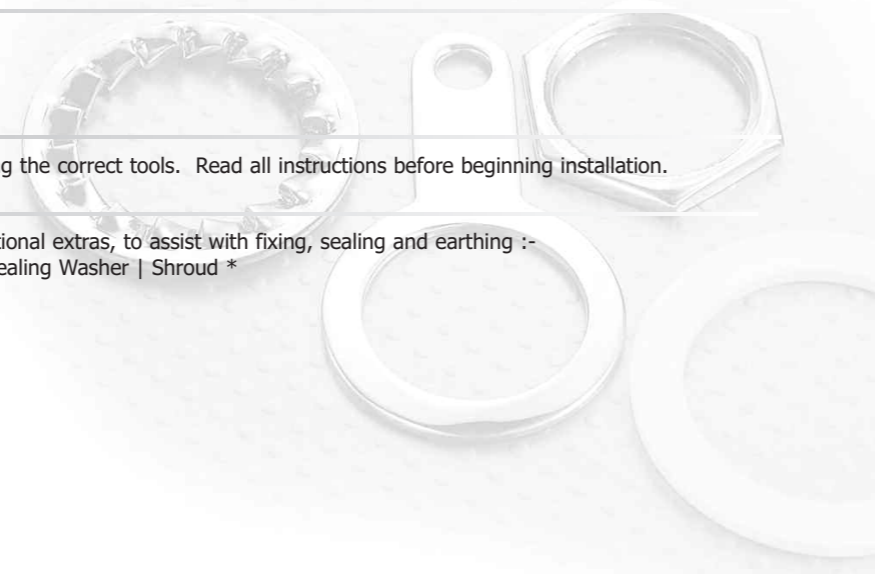 g the correct tools. Read all instructions before beginning installation.
tional extras, to assist with fixing, sealing and earthing :-
ealing Washer | Shroud *